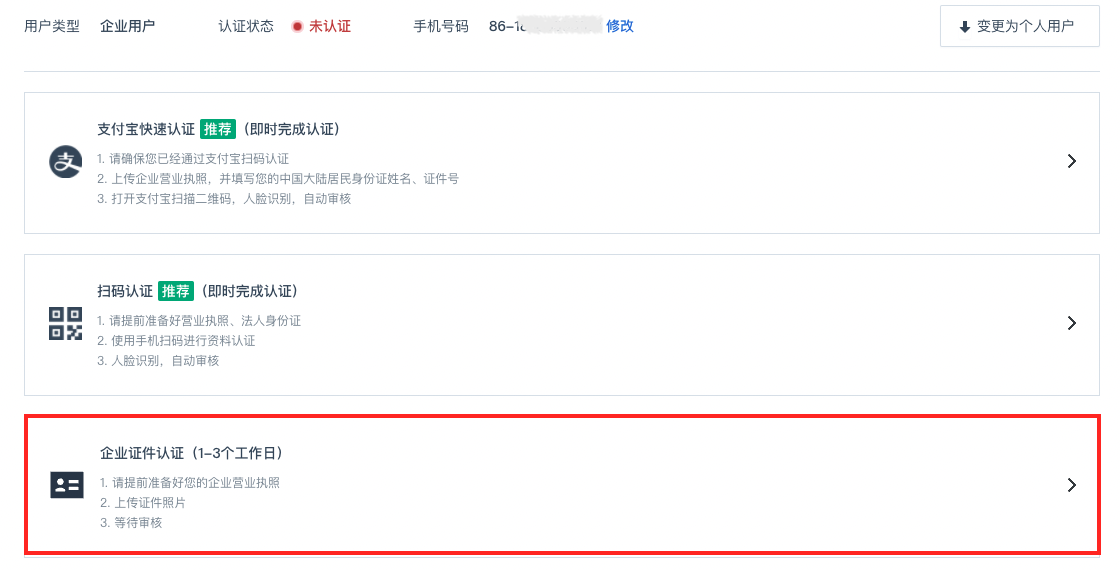 用户类型 企业用户 认证状态 未认证 手机号码 86-18 修改 变更为个人用户
支付宝快速认证 推荐 (即时完成认证)
1. 请确保您已经通过支付宝扫码认证
2. 上传企业营业执照，并填写您的中国大陆居民身份证姓名、证件号
3. 打开支付宝扫描二维码，人脸识别，自动审核
扫码认证 推荐 (即时完成认证)
1. 请提前准备好营业执照、法人身份证
2. 使用手机扫码进行资料认证
3. 人脸识别，自动审核
企业证件认证（1-3个工作日）
1. 请提前准备好您的企业营业执照
2. 上传证件照片
3. 等待审核